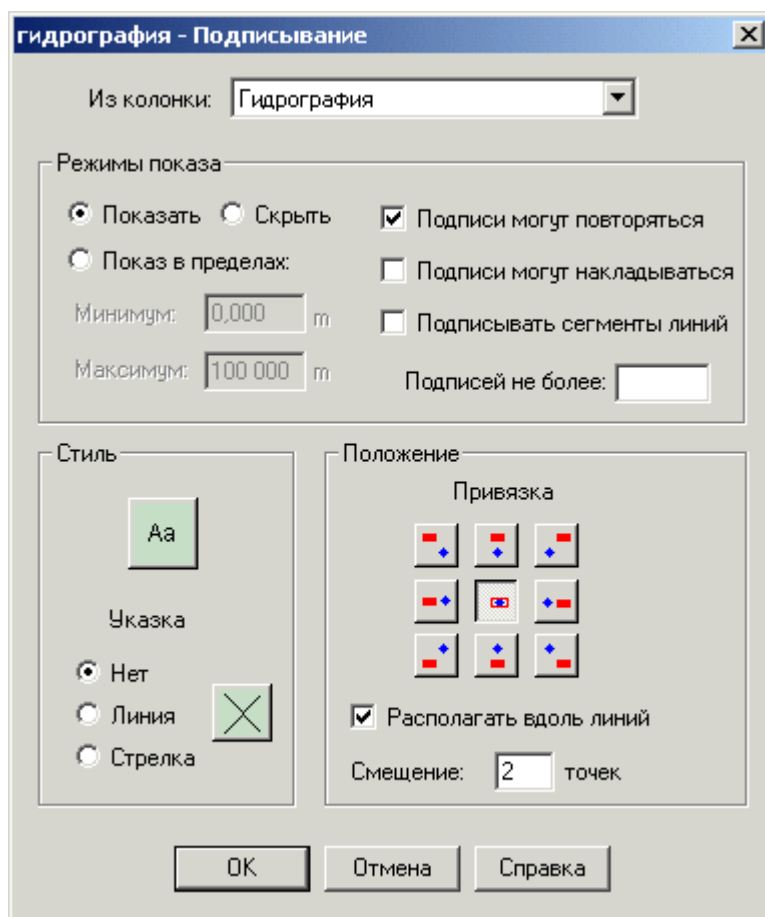 гидрография - Подписывание
Из колонки: Гидрография
Режимы показа
Показать Скрыть
Подписи могут повторяться
Показ в пределах:
Подписи могут накладываться
Минимум: 0,000 m
Подписывать сегменты линий
Максимум: 100 000 m
Подписей не более:
Стиль
Aa
Указка
Нет
Линия
Стрелка
Положение
Привязка
Располагать вдоль линий
Смещение: 2 точек
OK Отмена Справка